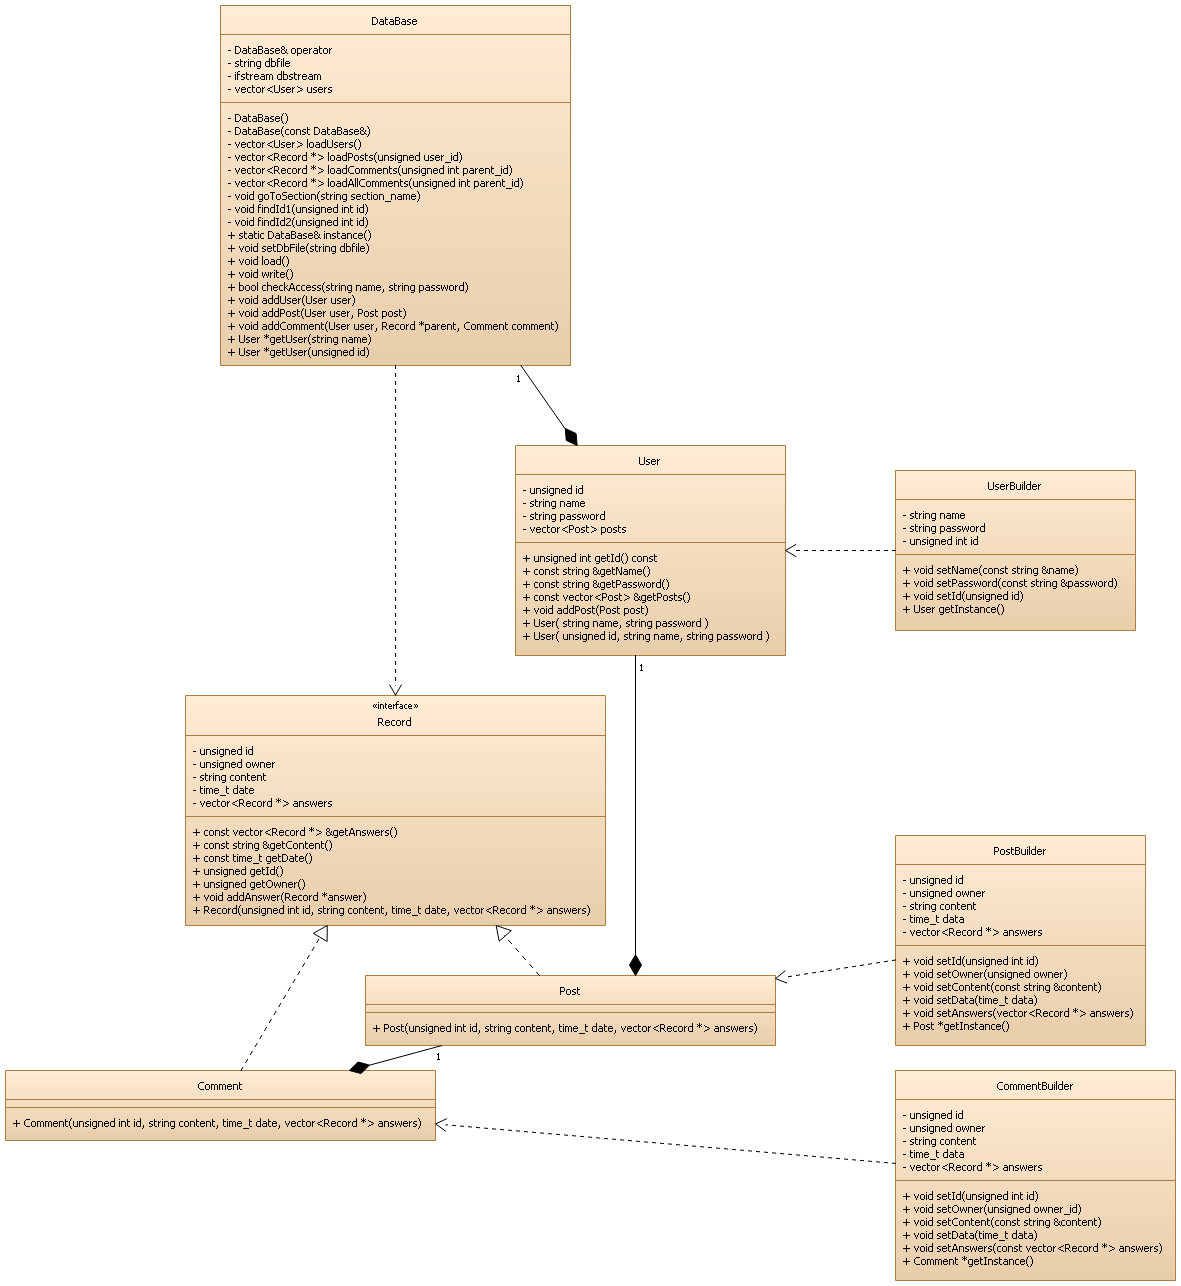 DataBase
- DataBase& operator
- string dbfile
- ifstream dbstream
- vector<User> users
- DataBase()
- DataBase(const DataBase&)
- vector<User> loadUsers()
- vector<Record *> loadPosts(unsigned user_id)
- vector<Record *> loadComments(unsigned int parent_id)
- vector<Record *> loadAllComments(unsigned int parent_id)
- void goToSection(string section_name)
- void findId1(unsigned int id)
- void findId2(unsigned int id)
+ static DataBase& instance()
+ void setDbFile(string dbfile)
+ void load()
+ void write()
+ bool checkAccess(string name, string password)
+ void addUser(User user)
+ void addPost(User user, Post post)
+ void addComment(User user, Record *parent, Comment comment)
+ User *getUser(string name)
+ User *getUser(unsigned id)
1
User
- unsigned id
- string name
- string password
- vector<Post> posts
+ unsigned int getId() const
+ const string &getName()
+ const string &getPassword()
+ const vector<Post> &getPosts()
+ void addPost(Post post)
+ User( string name, string password )
+ User( unsigned id, string name, string password )
1
UserBuilder
- string name
- string password
- unsigned int id
+ void setName(const string &name)
+ void setPassword(const string &password)
+ void setId(unsigned id)
+ User getInstance()
«interface»
Record
- unsigned id
- unsigned owner
- string content
- time_t date
- vector<Record *> answers
+ const vector<Record *> &getAnswers()
+ const string &getContent()
+ const time_t getDate()
+ unsigned getId()
+ unsigned getOwner()
+ void addAnswer(Record *answer)
+ Record(unsigned int id, string content, time_t date, vector<Record *> answers)
PostBuilder
- unsigned id
- unsigned owner
- string content
- time_t data
- vector<Record *> answers
+ void setId(unsigned int id)
+ void setOwner(unsigned owner)
+ void setContent(const string &content)
+ void setData(time_t data)
+ void setAnswers(vector<Record *> answers)
+ Post *getInstance()
Post
+ Post(unsigned int id, string content, time_t date, vector<Record *> answers)
1
Comment
+ Comment(unsigned int id, string content, time_t date, vector<Record *> answers)
CommentBuilder
- unsigned id
- unsigned owner
- string content
- time_t data
- vector<Record *> answers
+ void setId(unsigned int id)
+ void setOwner(unsigned owner_id)
+ void setContent(const string &content)
+ void setData(time_t data)
+ void setAnswers(const vector<Record *> answers)
+ Comment *getInstance()